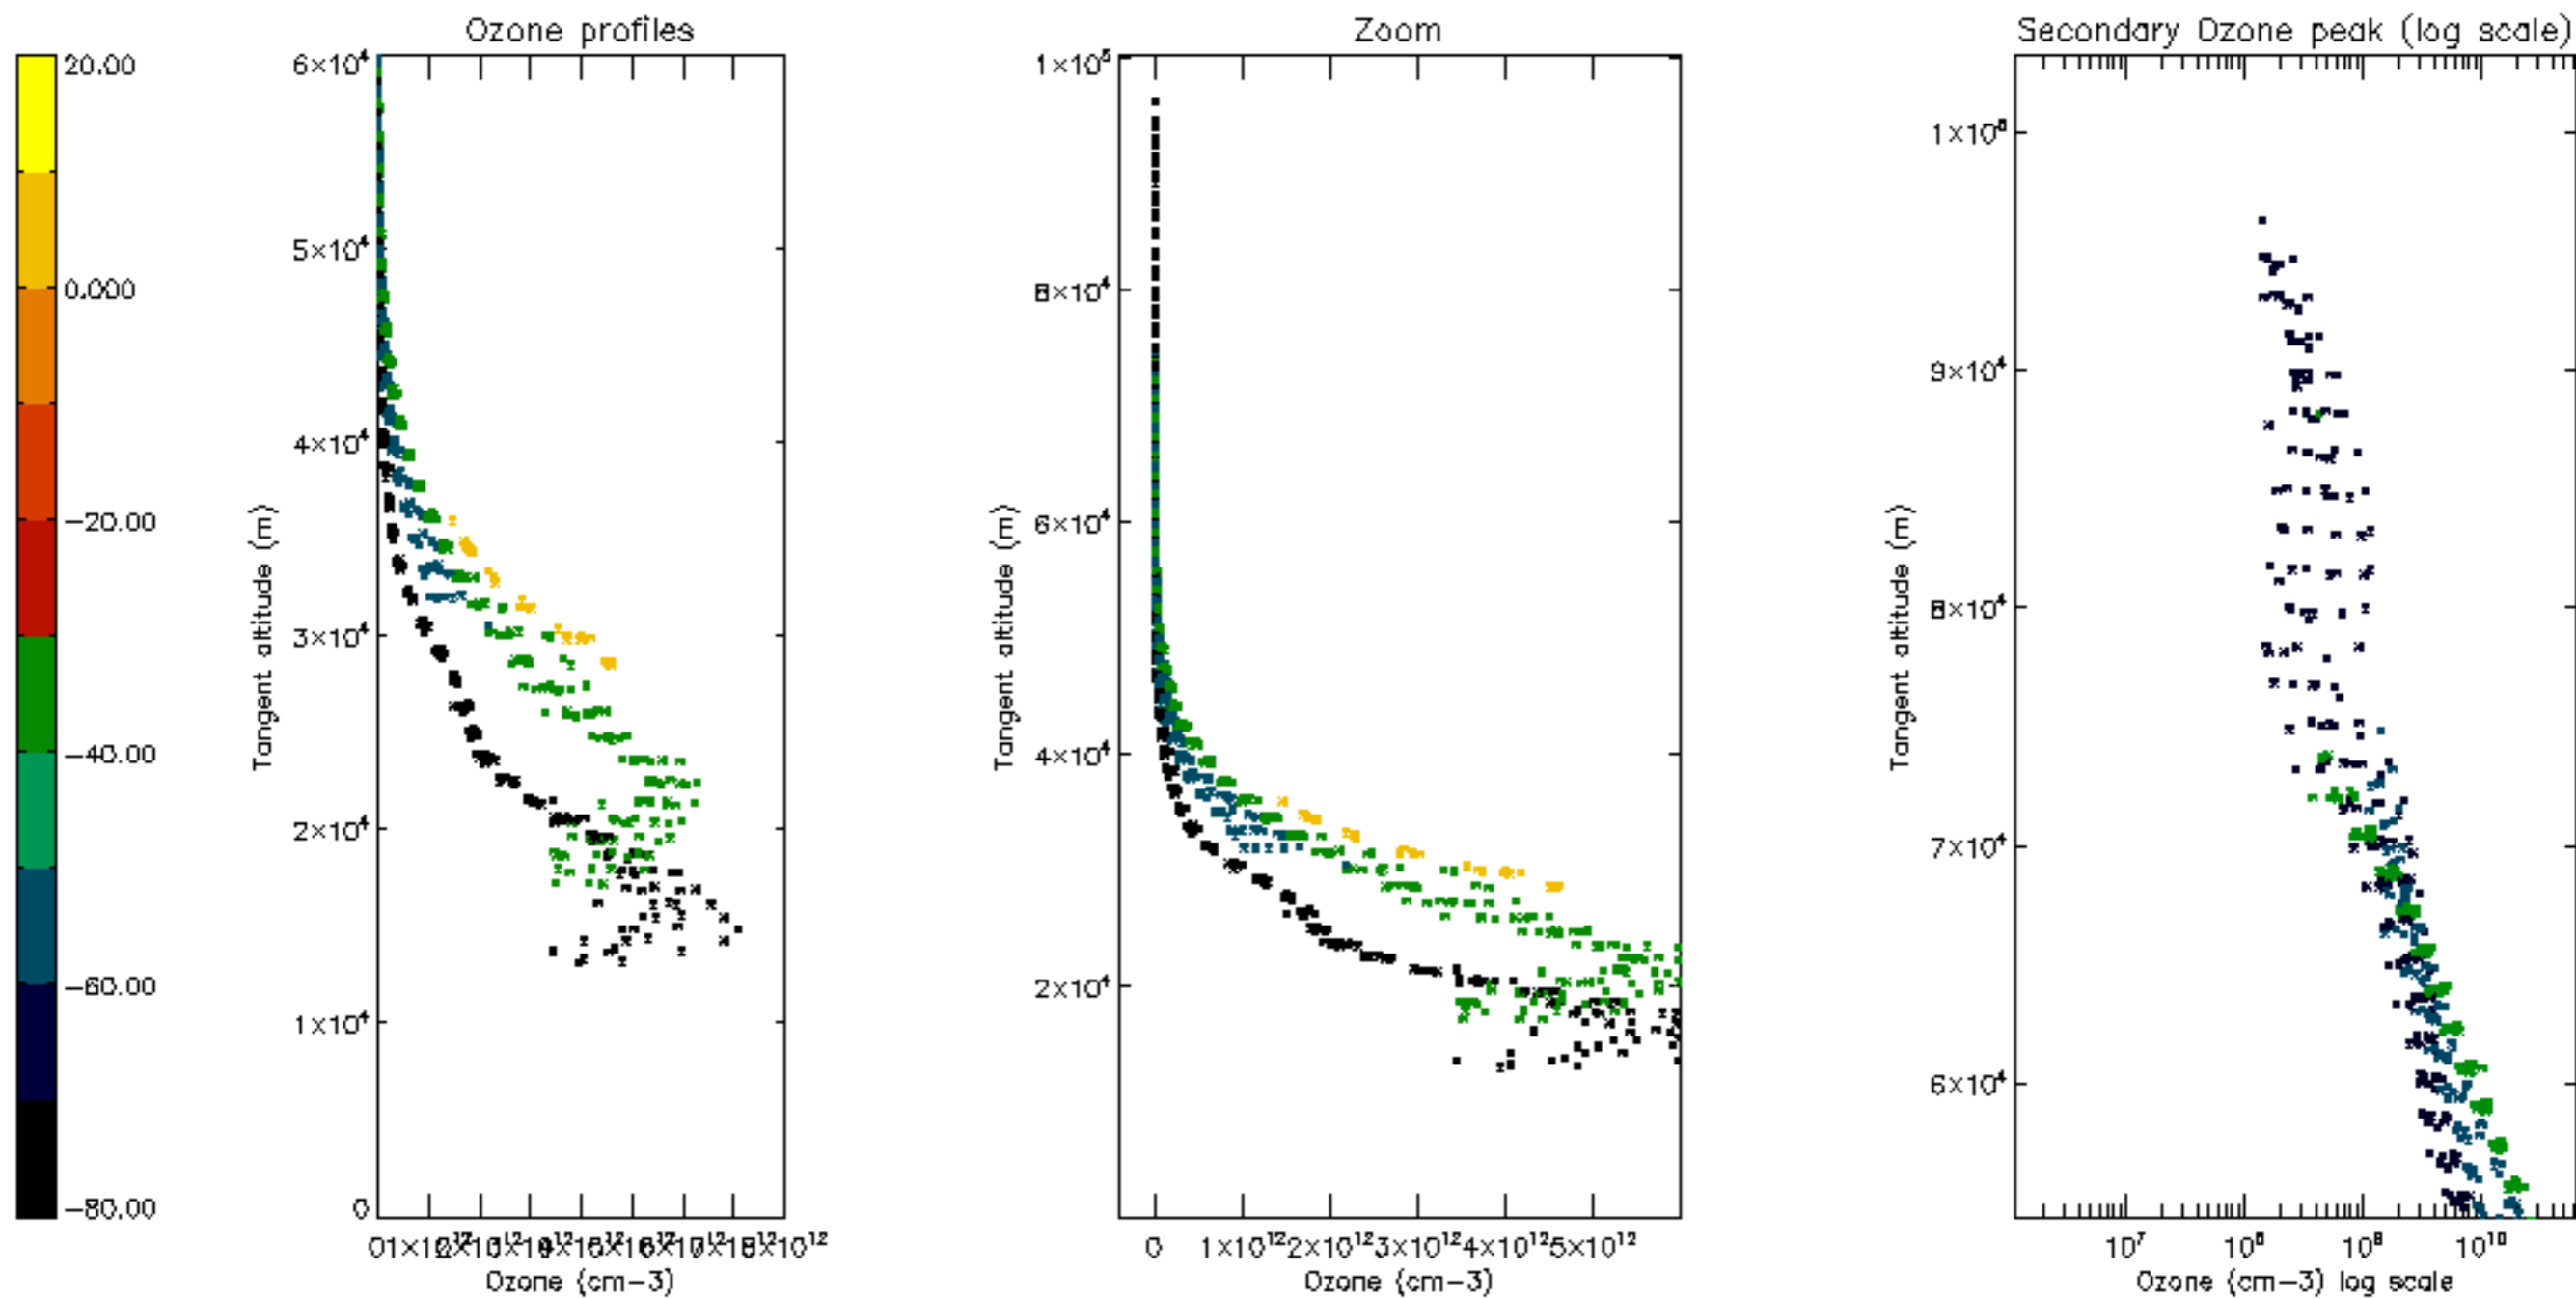 Ozone profiles
Zoom
Secondary Ozone peak (log scale)
20.00
0.000
−20.00
−40.00
−60.00
−80.00
6×10⁴
5×10⁴
4×10⁴
3×10⁴
2×10⁴
1×10⁴
0
Tangent altitude (m)
Ozone (cm−3)
1×10⁵
8×10⁴
6×10⁴
4×10⁴
2×10⁴
Tangent altitude (m)
0 1×10¹² 2×10¹² 3×10¹² 4×10¹² 5×10¹²
Ozone (cm−3)
9×10⁴
8×10⁴
7×10⁴
6×10⁴
Tangent altitude (m)
10⁷ 10⁸ 10⁹ 10¹⁰
Ozone (cm−3) log scale